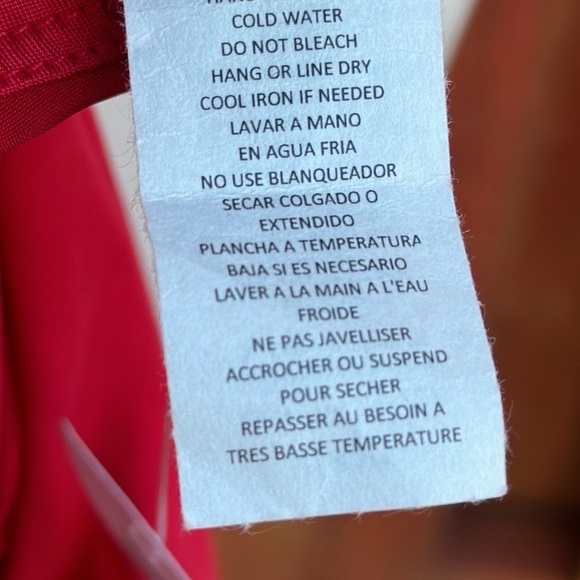 COLD WATER
DO NOT BLEACH
HANG OR LINE DRY
COOL IRON IF NEEDED
LAVAR A MANO
EN AGUA FRIA
NO USE BLANQUEADOR
SECAR COLGADO O
EXTENDIDO
PLANCHA A TEMPERATURA
BAJA SI ES NECESARIO
LAVER A LA MAIN A L'EAU
FROIDE
NE PAS JAVELLISER
ACCROCHER OU SUSPEND
POUR SECHER
REPASSER AU BESOIN A
TRES BASSE TEMPERATURE